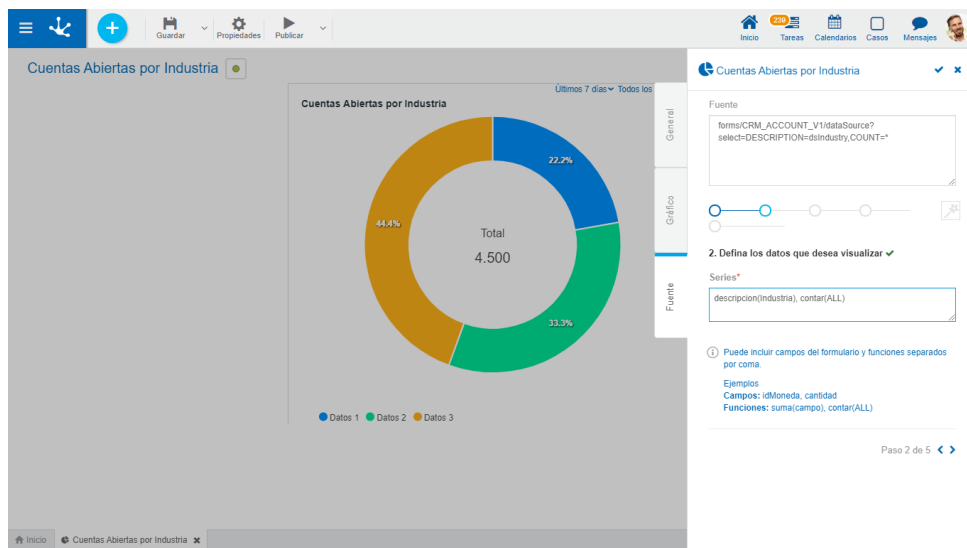 Guardar
Propiedades
Publicar
Inicio
239
Tareas
Calendarios
Casos
Mensajes
Cuentas Abiertas por Industria
Últimos 7 días Todos los
Cuentas Abiertas por Industria
22.2%
44.4%
33.3%
Total
4.500
Datos 1 Datos 2 Datos 3
General
Gráfico
Fuente
Cuentas Abiertas por Industria
Fuente
forms/CRM_ACCOUNT_V1/dataSource?
select=DESCRIPTION=dsIndustry,COUNT=*
2. Defina los datos que desea visualizar
Series*
descripcion(Industria), contar(ALL)
Puede incluir campos del formulario y funciones separados
por coma.
Ejemplos
Campos: idMoneda, cantidad
Funciones: suma(campo), contar(ALL)
Paso 2 de 5
Inicio
Cuentas Abiertas por Industria